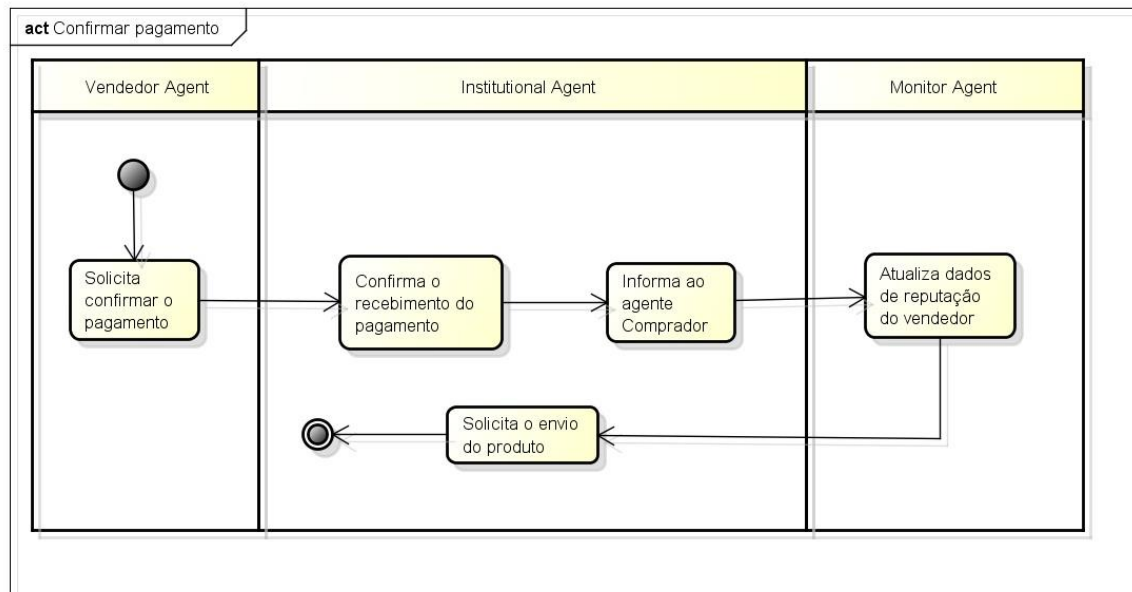 act Confirmar pagamento
Vendedor Agent
Institutional Agent
Monitor Agent
Solicita
confirmar o
pagamento
Confirma o
recebimento do
pagamento
Informa ao
agente
Comprador
Atualiza dados
de reputação
do vendedor
Solicita o envio
do produto